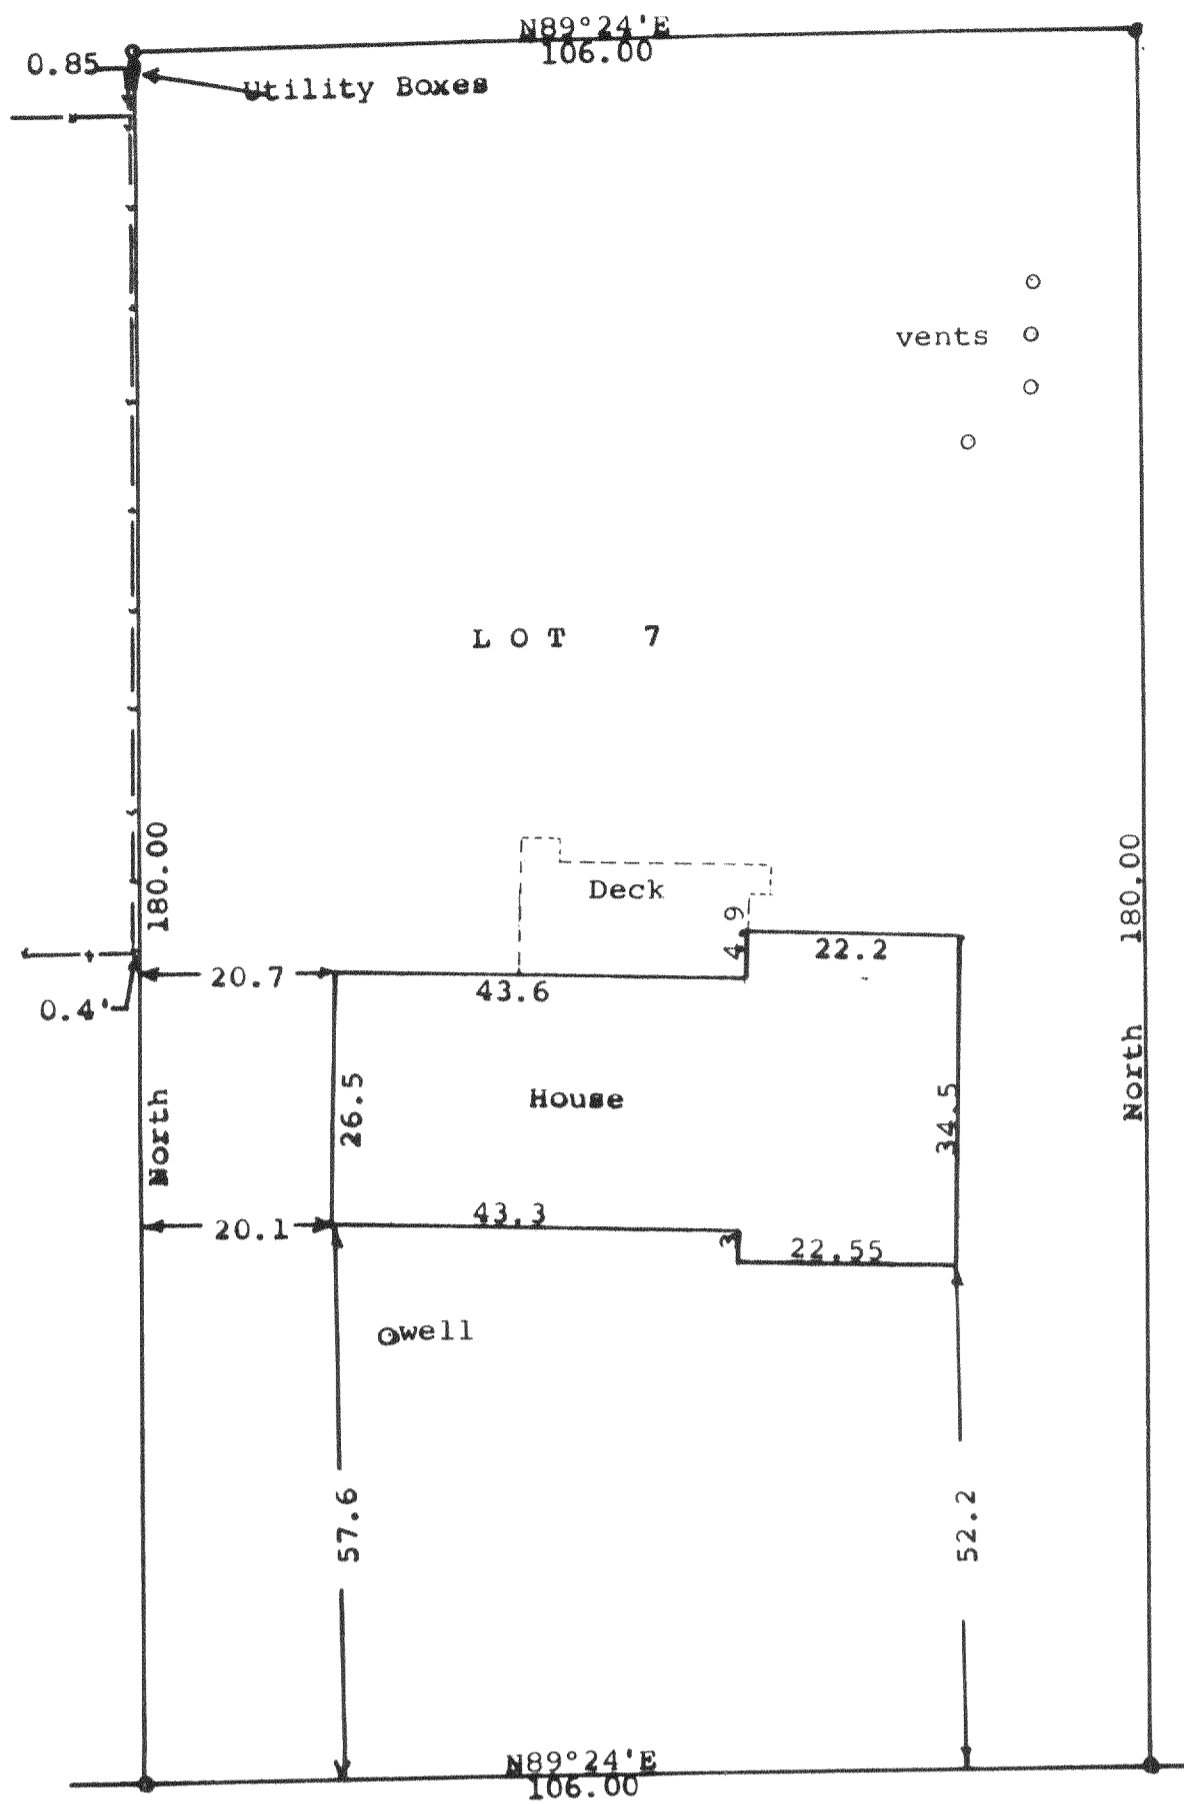 N89°24'E
106.00
0.85
Utility Boxes
vents
LOT 7
180.00
180.00
Deck
4.9
22.2
20.7
43.6
0.4'
North
North
26.5
House
34.5
43.3
20.1
3
22.55
well
57.6
52.2
N89°24'E
106.00